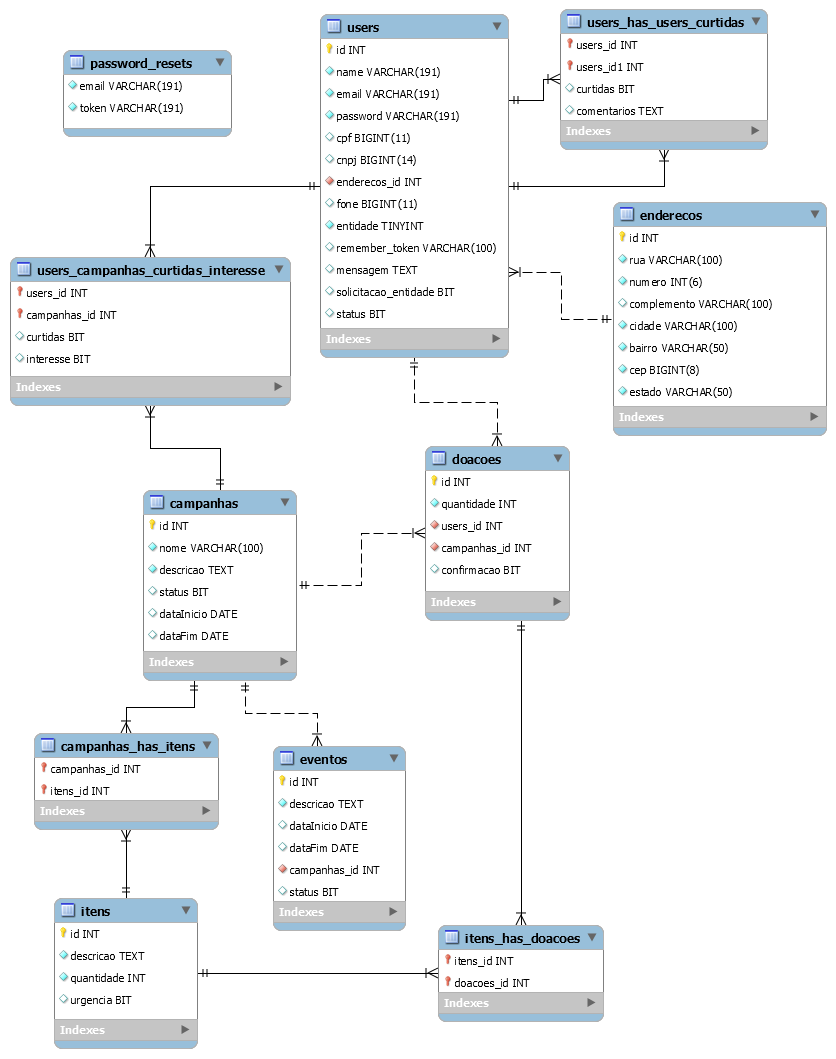 password_resets
email VARCHAR(191)
token VARCHAR(191)
users
id INT
name VARCHAR(191)
email VARCHAR(191)
password VARCHAR(191)
cpf BIGINT(11)
cnpj BIGINT(14)
enderecos_id INT
fone BIGINT(11)
entidade TINYINT
remember_token VARCHAR(100)
mensagem TEXT
solicitacao_entidade BIT
status BIT
Indexes
users_has_users_curtidas
users_id INT
users_id1 INT
curtidas BIT
comentarios TEXT
Indexes
enderecos
id INT
rua VARCHAR(100)
numero INT(6)
complemento VARCHAR(100)
cidade VARCHAR(100)
bairro VARCHAR(50)
cep BIGINT(8)
estado VARCHAR(50)
Indexes
users_campanhas_curtidas_interesse
users_id INT
campanhas_id INT
curtidas BIT
interesse BIT
Indexes
doacoes
id INT
quantidade INT
users_id INT
campanhas_id INT
confirmacao BIT
Indexes
campanhas
id INT
nome VARCHAR(100)
descricao TEXT
status BIT
dataInicio DATE
dataFim DATE
Indexes
campanhas_has_itens
campanhas_id INT
itens_id INT
Indexes
eventos
id INT
descricao TEXT
dataInicio DATE
dataFim DATE
campanhas_id INT
status BIT
Indexes
itens
id INT
descricao TEXT
quantidade INT
urgencia BIT
Indexes
itens_has_doacoes
itens_id INT
doacoes_id INT
Indexes